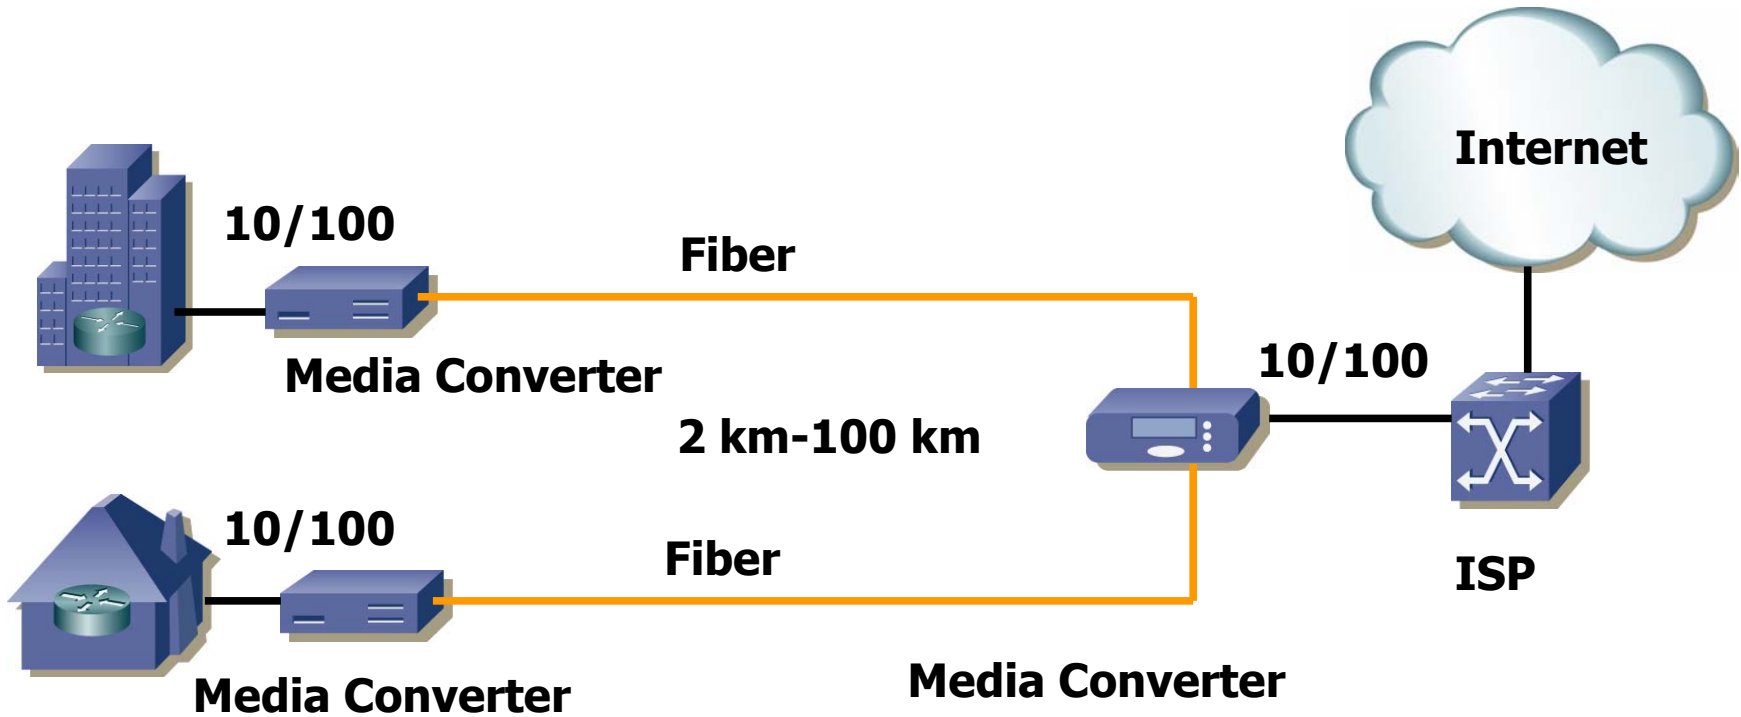 Internet
10/100
Fiber
10/100
Media Converter
2 km-100 km
10/100
Fiber
ISP
Media Converter
Media Converter